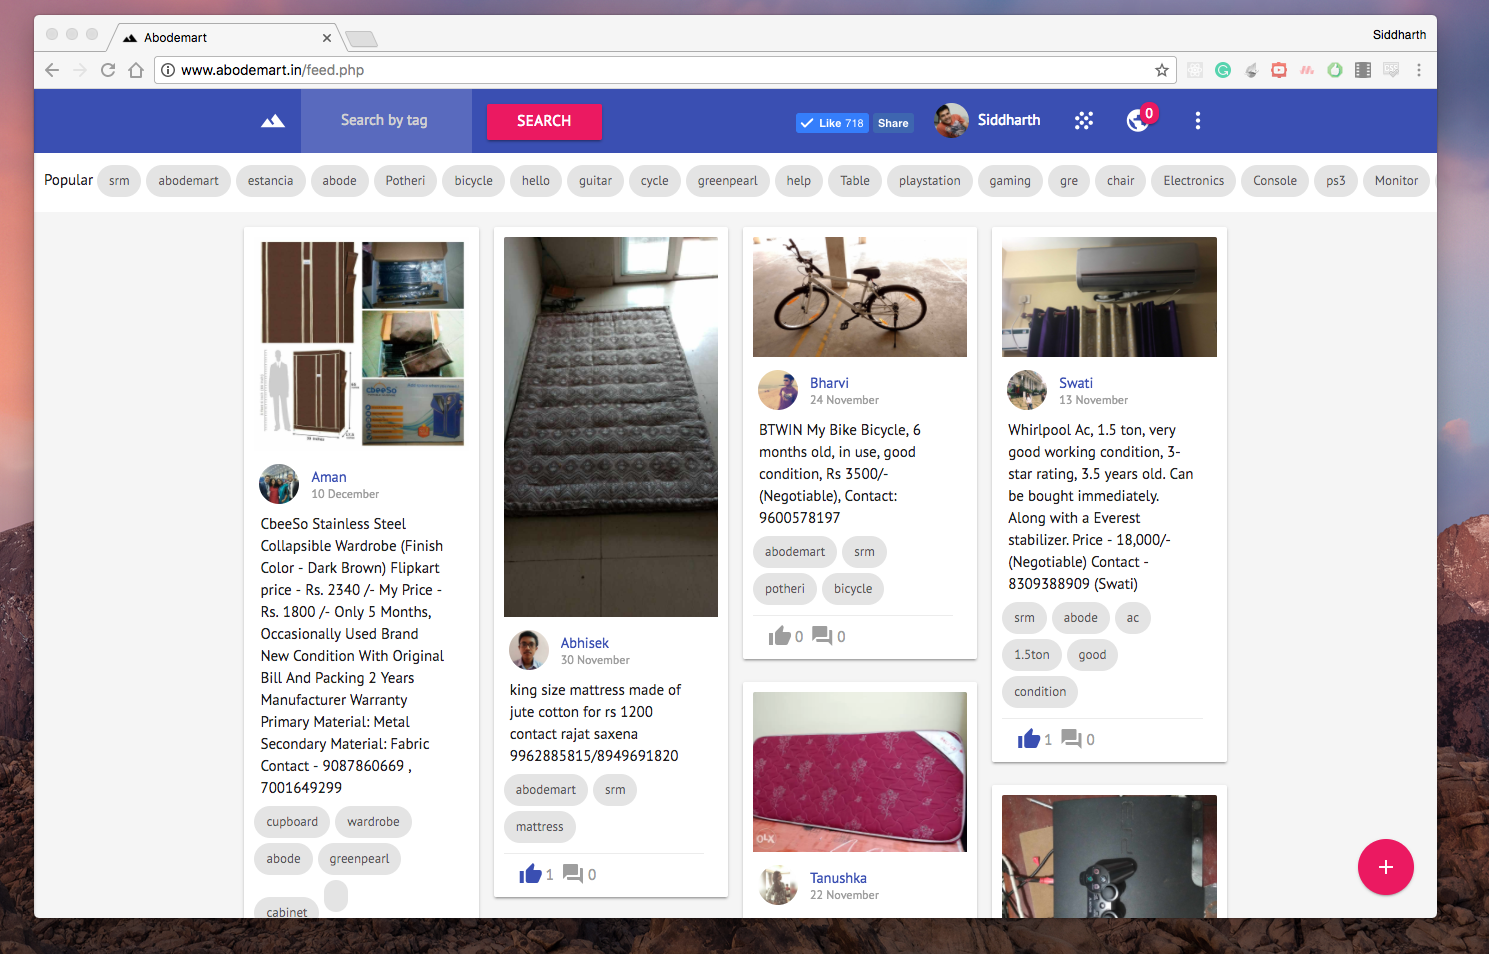 Abodemart
Siddharth
www.abodemart.in/feed.php
Search by tag
SEARCH
Like 718
Share
Siddharth
0
Popular
srm
abodemart
estancia
abode
Potheri
bicycle
hello
guitar
cycle
greenpearl
help
Table
playstation
gaming
gre
chair
Electronics
Console
ps3
Monitor
cbeeso
Aman
10 December
CbeeSo Stainless Steel
Collapsible Wardrobe (Finish
Color - Dark Brown) Flipkart
price - Rs. 2340 /- My Price -
Rs. 1800 /- Only 5 Months,
Occasionally Used Brand
New Condition With Original
Bill And Packing 2 Years
Manufacturer Warranty
Primary Material: Metal
Secondary Material: Fabric
Contact - 9087860669 ,
7001649299
cupboard
wardrobe
abode
greenpearl
cabinet
Abhisek
30 November
king size mattress made of
jute cotton for rs 1200
contact rajat saxena
9962885815/8949691820
abodemart
srm
mattress
1
0
Bharvi
24 November
BTWIN My Bike Bicycle, 6
months old, in use, good
condition, Rs 3500/-
(Negotiable), Contact:
9600578197
abodemart
srm
potheri
bicycle
0
0
OLX
Tanushka
22 November
Swati
13 November
Whirlpool Ac, 1.5 ton, very
good working condition, 3-
star rating, 3.5 years old. Can
be bought immediately.
Along with a Everest
stabilizer. Price - 18,000/-
(Negotiable) Contact -
8309388909 (Swati)
srm
abode
ac
1.5ton
good
condition
1
0